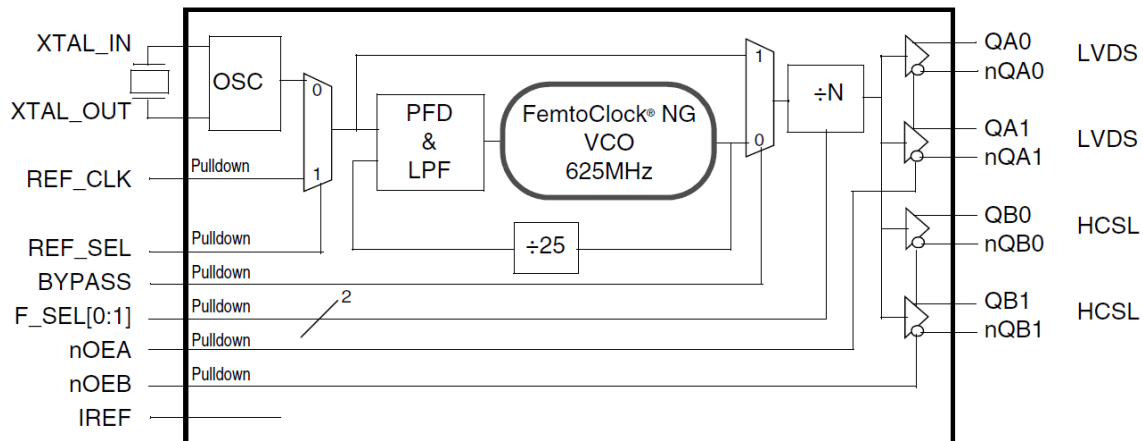 XTAL_IN
OSC
XTAL_OUT
0
1
PFD
&
LPF
FemtoClock® NG
VCO
625MHz
1
0
÷N
÷25
REF_CLK Pulldown
REF_SEL Pulldown
BYPASS Pulldown
F_SEL[0:1] Pulldown
2
nOEA Pulldown
nOEB Pulldown
IREF
QA0
nQA0
LVDS
QA1
nQA1
LVDS
QB0
nQB0
HCSL
QB1
nQB1
HCSL